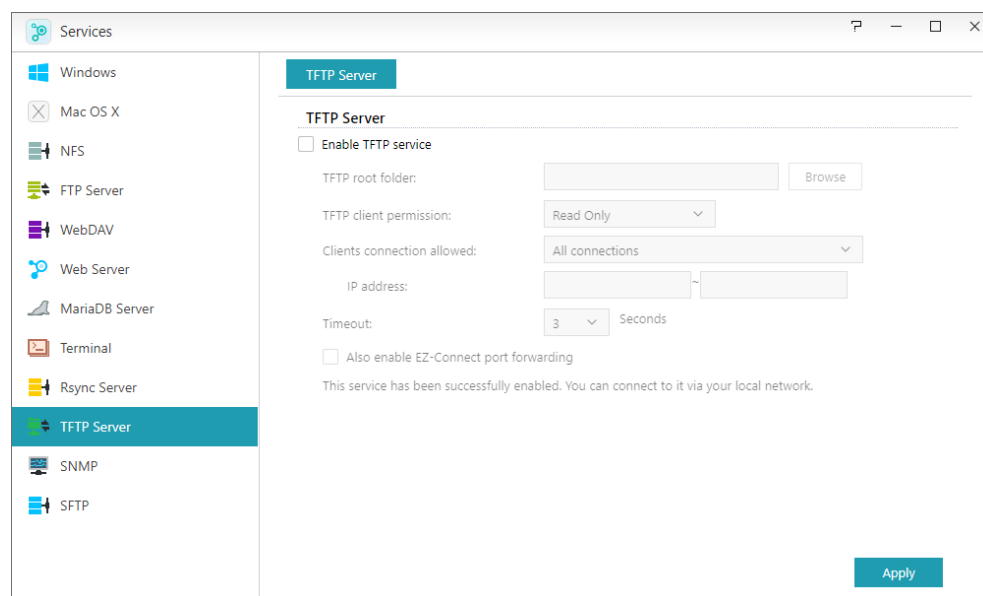 Services
Windows
Mac OS X
NFS
FTP Server
WebDAV
Web Server
MariaDB Server
Terminal
Rsync Server
TFTP Server
SNMP
SFTP
TFTP Server
TFTP Server
Enable TFTP service
TFTP root folder: Browse
TFTP client permission: Read Only
Clients connection allowed: All connections
IP address: ~
Timeout: 3 Seconds
Also enable EZ-Connect port forwarding
This service has been successfully enabled. You can connect to it via your local network.
Apply